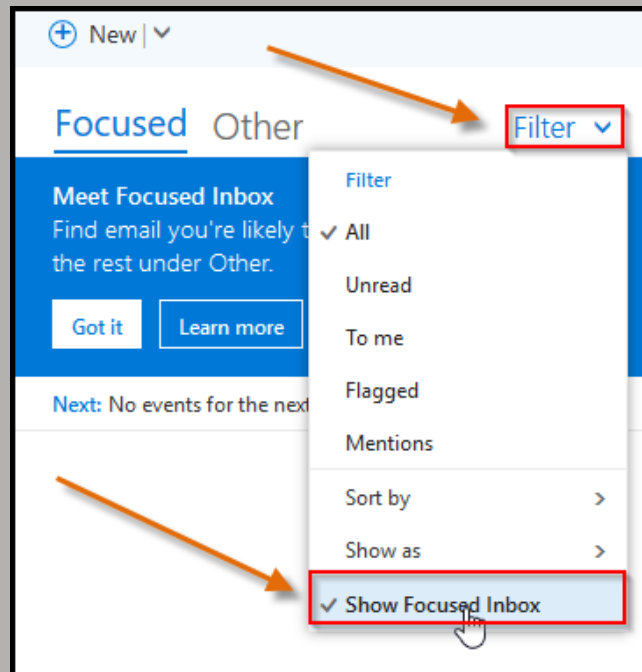 New
Focused Other Filter
Meet Focused Inbox
Find email you're likely t
the rest under Other.
Got it Learn more
Next: No events for the next
Filter
All
Unread
To me
Flagged
Mentions
Sort by
Show as
Show Focused Inbox